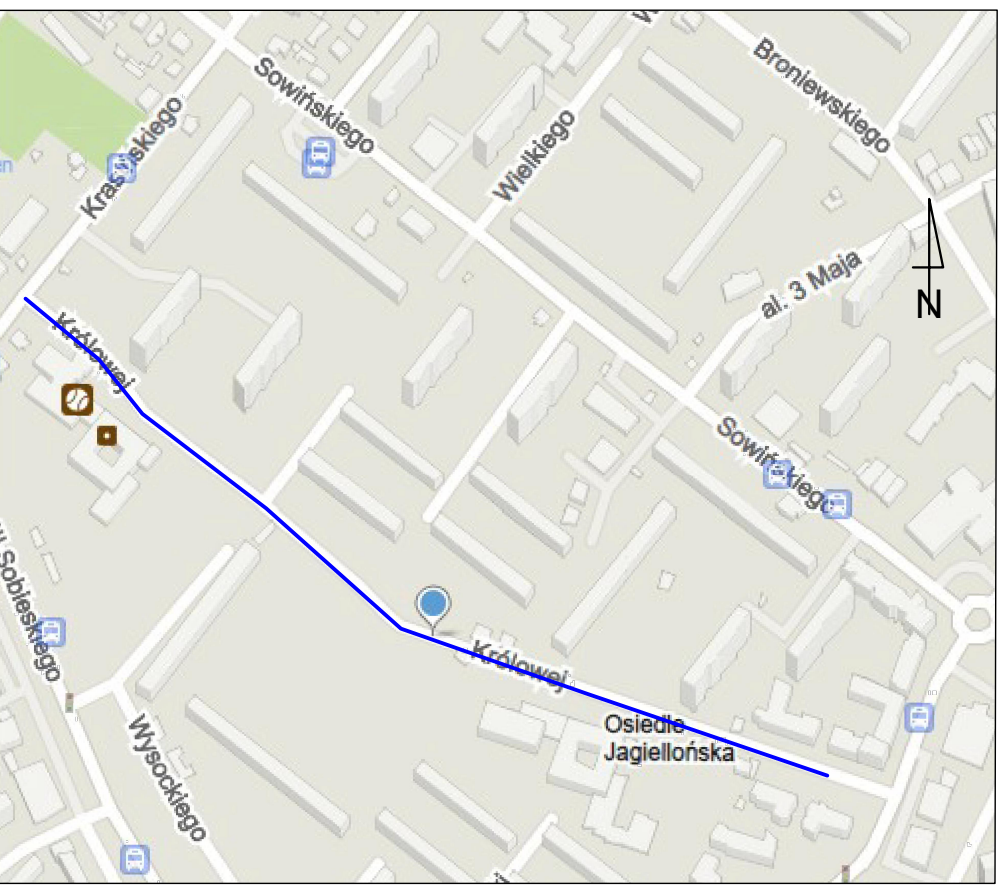 Sowińskiego
Broniewskiego
Krasińskiego
Wielkiego
al. 3 Maja
N
Królowej
Sowińskiego
Sobieskiego
Królowej
Osiedle
Jagiellońska
Wysockiego